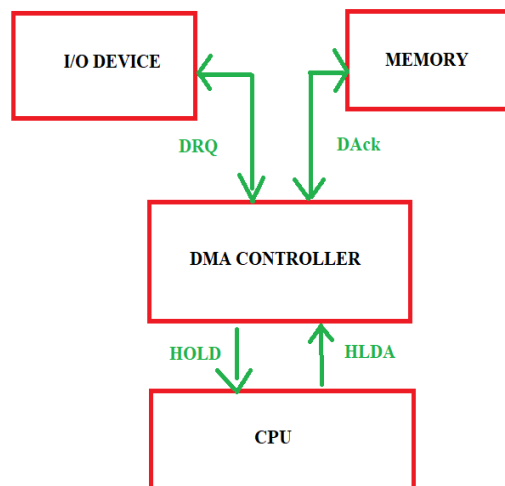 I/O DEVICE
MEMORY
DRQ
DAck
DMA CONTROLLER
HOLD
HLDA
CPU